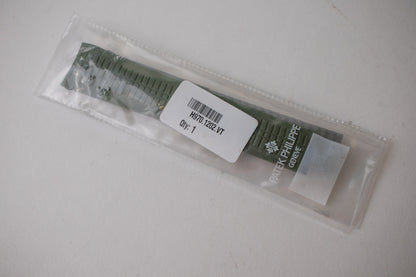 H970.1202.VT
Qty: 1
PATEK PHILIPPE
GENEVE